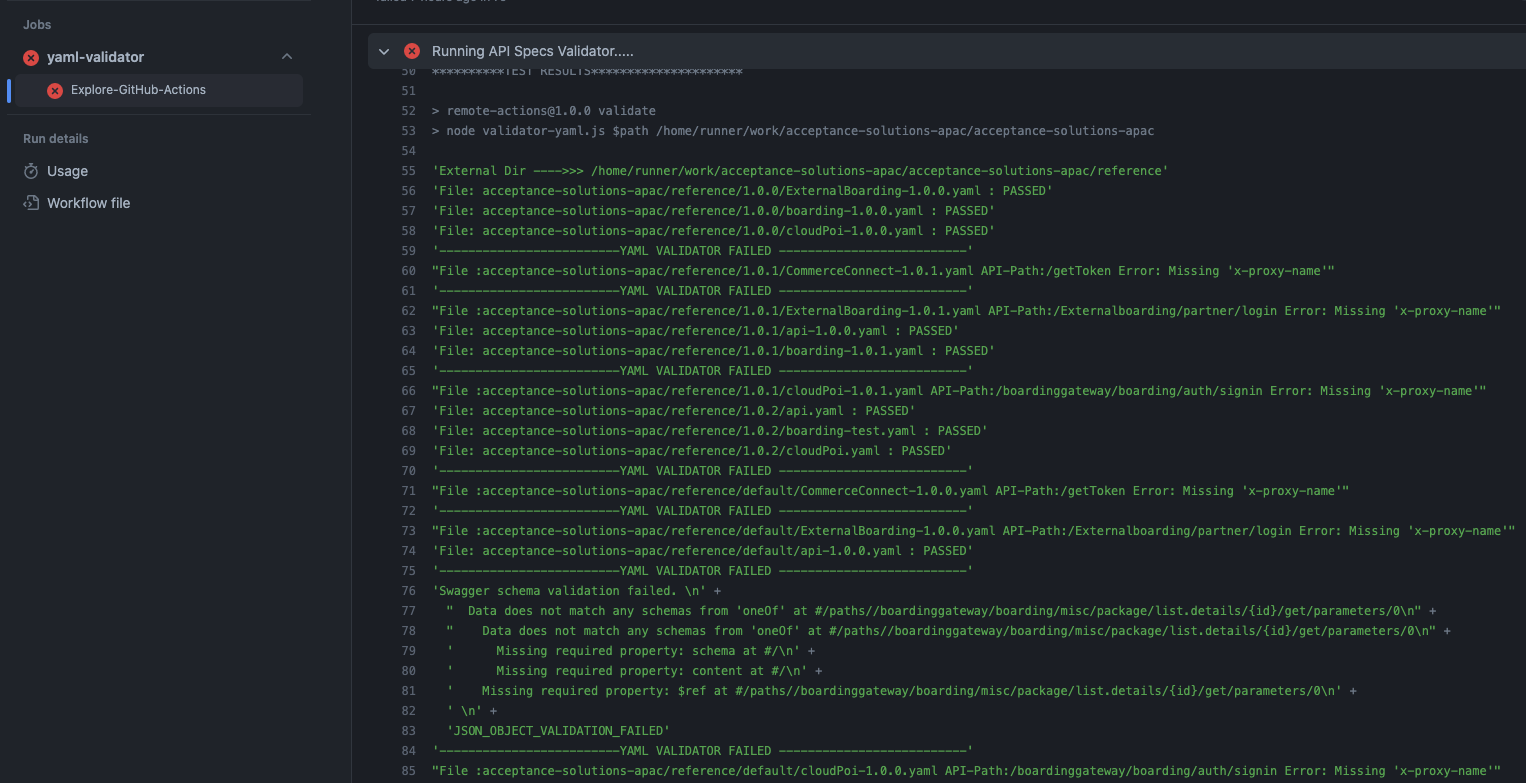 Jobs
yaml-validator
Explore-GitHub-Actions
Run details
Usage
Workflow file
Running API Specs Validator.....
50 **********TEST RESULTS*********************
51
52 > remote-actions@1.0.0 validate
53 > node validator-yaml.js $path /home/runner/work/acceptance-solutions-apac/acceptance-solutions-apac
54
55 'External Dir ---->>> /home/runner/work/acceptance-solutions-apac/acceptance-solutions-apac/reference'
56 'File: acceptance-solutions-apac/reference/1.0.0/ExternalBoarding-1.0.0.yaml : PASSED'
57 'File: acceptance-solutions-apac/reference/1.0.0/boarding-1.0.0.yaml : PASSED'
58 'File: acceptance-solutions-apac/reference/1.0.0/cloudPoi-1.0.0.yaml : PASSED'
59 '-------------------------YAML VALIDATOR FAILED --------------------------'
60 "File :acceptance-solutions-apac/reference/1.0.1/CommerceConnect-1.0.1.yaml API-Path:/getToken Error: Missing 'x-proxy-name'"
61 '-------------------------YAML VALIDATOR FAILED --------------------------'
62 "File :acceptance-solutions-apac/reference/1.0.1/ExternalBoarding-1.0.1.yaml API-Path:/Externalboarding/partner/login Error: Missing 'x-proxy-name'"
63 'File: acceptance-solutions-apac/reference/1.0.1/api-1.0.0.yaml : PASSED'
64 'File: acceptance-solutions-apac/reference/1.0.1/boarding-1.0.1.yaml : PASSED'
65 '-------------------------YAML VALIDATOR FAILED --------------------------'
66 "File :acceptance-solutions-apac/reference/1.0.1/cloudPoi-1.0.1.yaml API-Path:/boardinggateway/boarding/auth/signin Error: Missing 'x-proxy-name'"
67 'File: acceptance-solutions-apac/reference/1.0.2/api.yaml : PASSED'
68 'File: acceptance-solutions-apac/reference/1.0.2/boarding-test.yaml : PASSED'
69 'File: acceptance-solutions-apac/reference/1.0.2/cloudPoi.yaml : PASSED'
70 '-------------------------YAML VALIDATOR FAILED --------------------------'
71 "File :acceptance-solutions-apac/reference/default/CommerceConnect-1.0.0.yaml API-Path:/getToken Error: Missing 'x-proxy-name'"
72 '-------------------------YAML VALIDATOR FAILED --------------------------'
73 "File :acceptance-solutions-apac/reference/default/ExternalBoarding-1.0.0.yaml API-Path:/Externalboarding/partner/login Error: Missing 'x-proxy-name'"
74 'File: acceptance-solutions-apac/reference/default/api-1.0.0.yaml : PASSED'
75 '-------------------------YAML VALIDATOR FAILED --------------------------'
76 'Swagger schema validation failed. \n' +
77 "  Data does not match any schemas from 'oneOf' at #/paths//boardinggateway/boarding/misc/package/list.details/{id}/get/parameters/0\n" +
78 "    Data does not match any schemas from 'oneOf' at #/paths//boardinggateway/boarding/misc/package/list.details/{id}/get/parameters/0\n" +
79 '      Missing required property: schema at #/\n' +
80 '      Missing required property: content at #/\n' +
81 '    Missing required property: $ref at #/paths//boardinggateway/boarding/misc/package/list.details/{id}/get/parameters/0\n' +
82 ' \n' +
83 'JSON_OBJECT_VALIDATION_FAILED'
84 '-------------------------YAML VALIDATOR FAILED --------------------------'
85 "File :acceptance-solutions-apac/reference/default/cloudPoi-1.0.0.yaml API-Path:/boardinggateway/boarding/auth/signin Error: Missing 'x-proxy-name'"